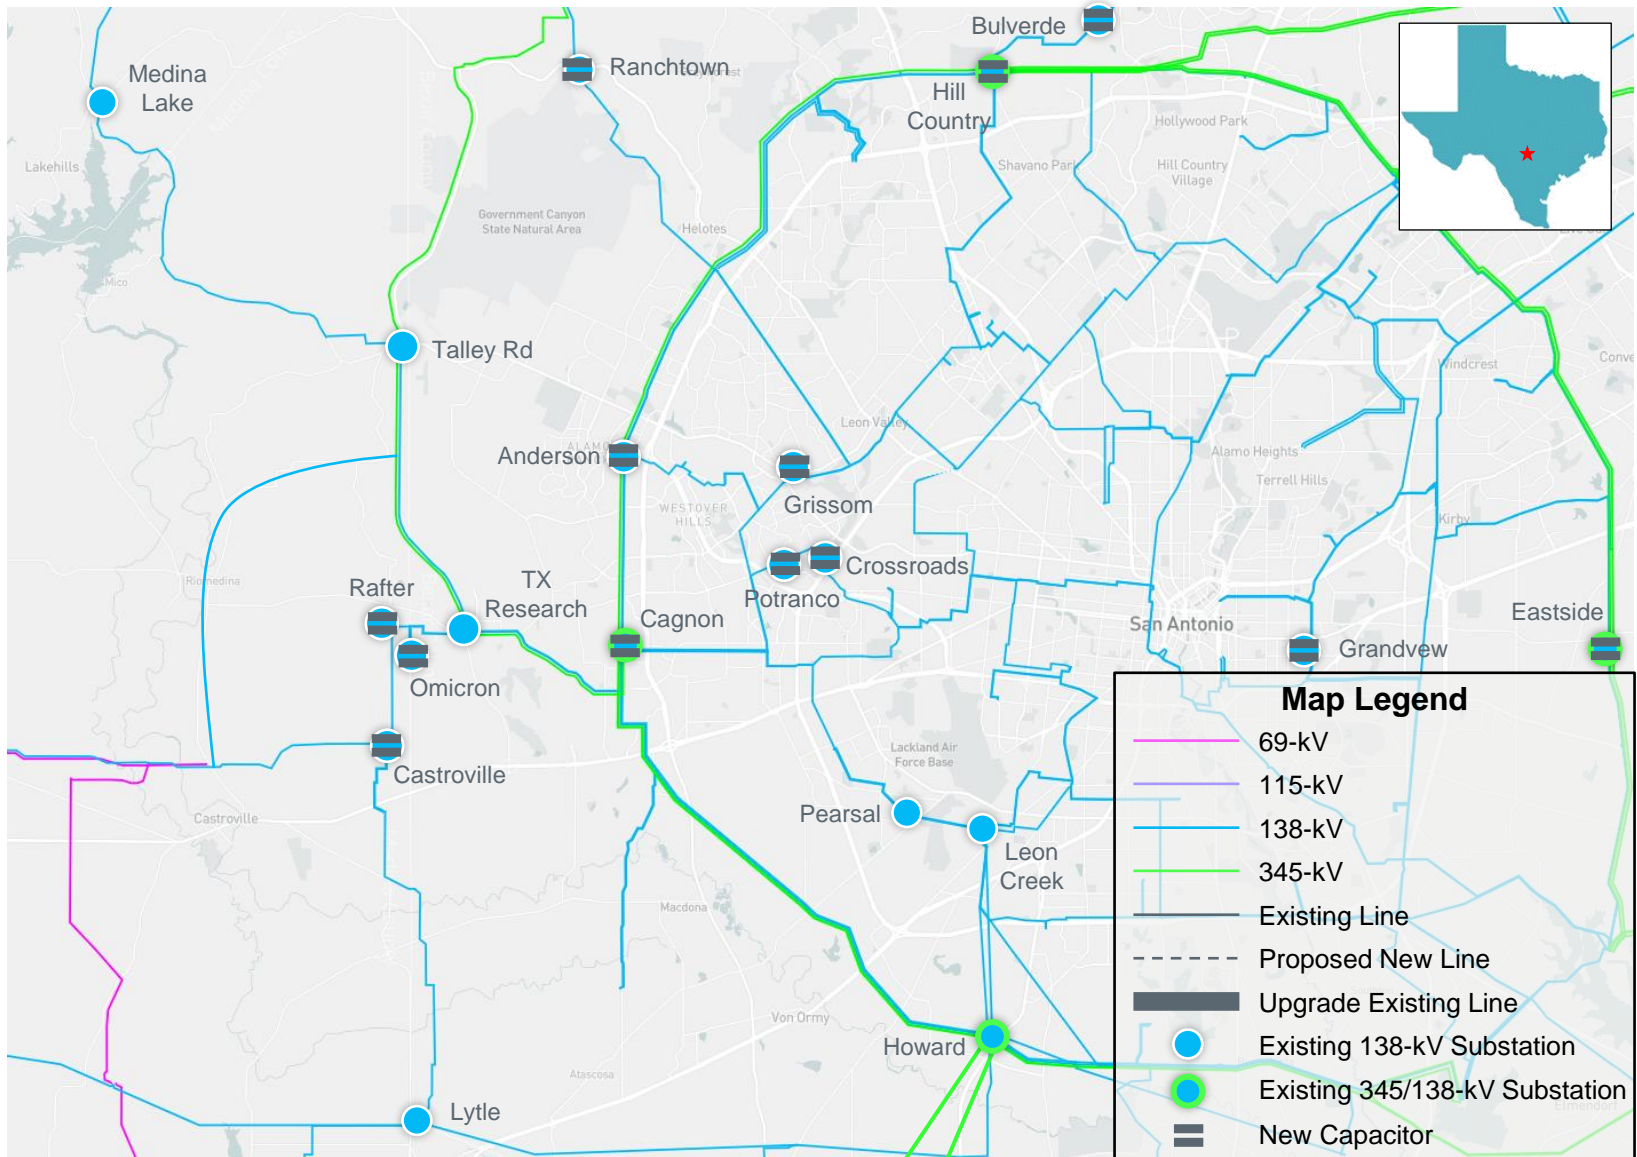 Bulverde
Medina
Lake
Ranchtown
Hill
Country
Hollywood Park
Lakehills
Shavano Park
Hill Country
Village
Government Canyon
State Natural Area
Helotes
Mico
Talley Rd
Windcrest
Leon Valley
Anderson
Alamo Heights
Grissom
Terrell Hills
WESTOVER
HILLS
Kirby
Crossroads
Riomedina
Rafter
TX
Research
Potranco
Cagnon
San Antonio
Eastside
Grandvew
Omicron
Castroville
Lackland Air
Force Base
Castroville
Pearsal
Leon
Creek
Macdona
Von Ormy
Howard
Atascosa
Lytle
Map Legend
69-kV
115-kV
138-kV
345-kV
Existing Line
Proposed New Line
Upgrade Existing Line
Existing 138-kV Substation
Existing 345/138-kV Substation
Elmendorf
New Capacitor